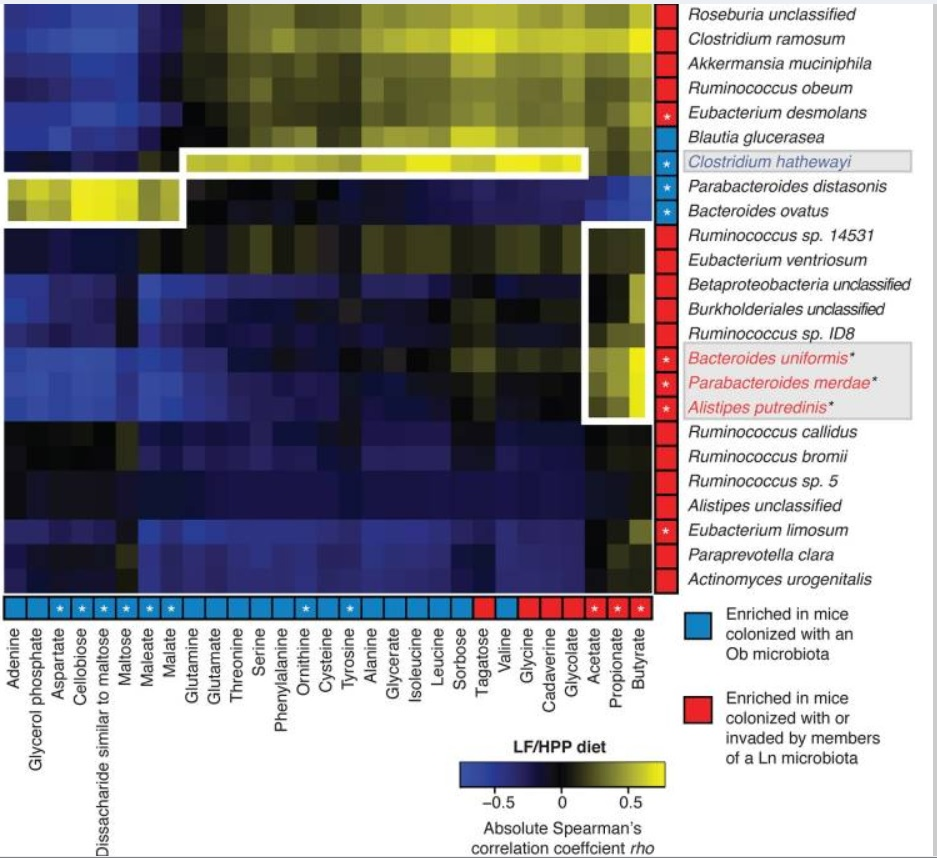 Roseburia unclassified
Clostridium ramosum
Akkermansia muciniphila
Ruminococcus obeum
* Eubacterium desmolans
Blautia glucerasea
* Clostridium hathewayi
* Parabacteroides distasonis
* Bacteroides ovatus
Ruminococcus sp. 14531
Eubacterium ventriosum
Betaproteobacteria unclassified
Burkholderiales unclassified
Ruminococcus sp. ID8
* Bacteroides uniformis*
* Parabacteroides merdae*
* Alistipes putredinis*
Ruminococcus callidus
Ruminococcus bromii
Ruminococcus sp. 5
Alistipes unclassified
* Eubacterium limosum
Paraprevotella clara
Actinomyces urogenitalis
* * * * * * * * * * *
Adenine
Glycerol phosphate
Aspartate
Cellobiose
Dissacharide similar to maltose
Maltose
Maleate
Malate
Glutamine
Glutamate
Threonine
Serine
Phenylalanine
Ornithine
Cysteine
Tyrosine
Alanine
Glycerate
Isoleucine
Leucine
Sorbose
Tagatose
Valine
Glycine
Cadaverine
Glycolate
Acetate
Propionate
Butyrate
Enriched in mice
colonized with an
Ob microbiota
Enriched in mice
colonized with or
invaded by members
of a Ln microbiota
LF/HPP diet
−0.5 0 0.5
Absolute Spearman's
correlation coeffcient rho